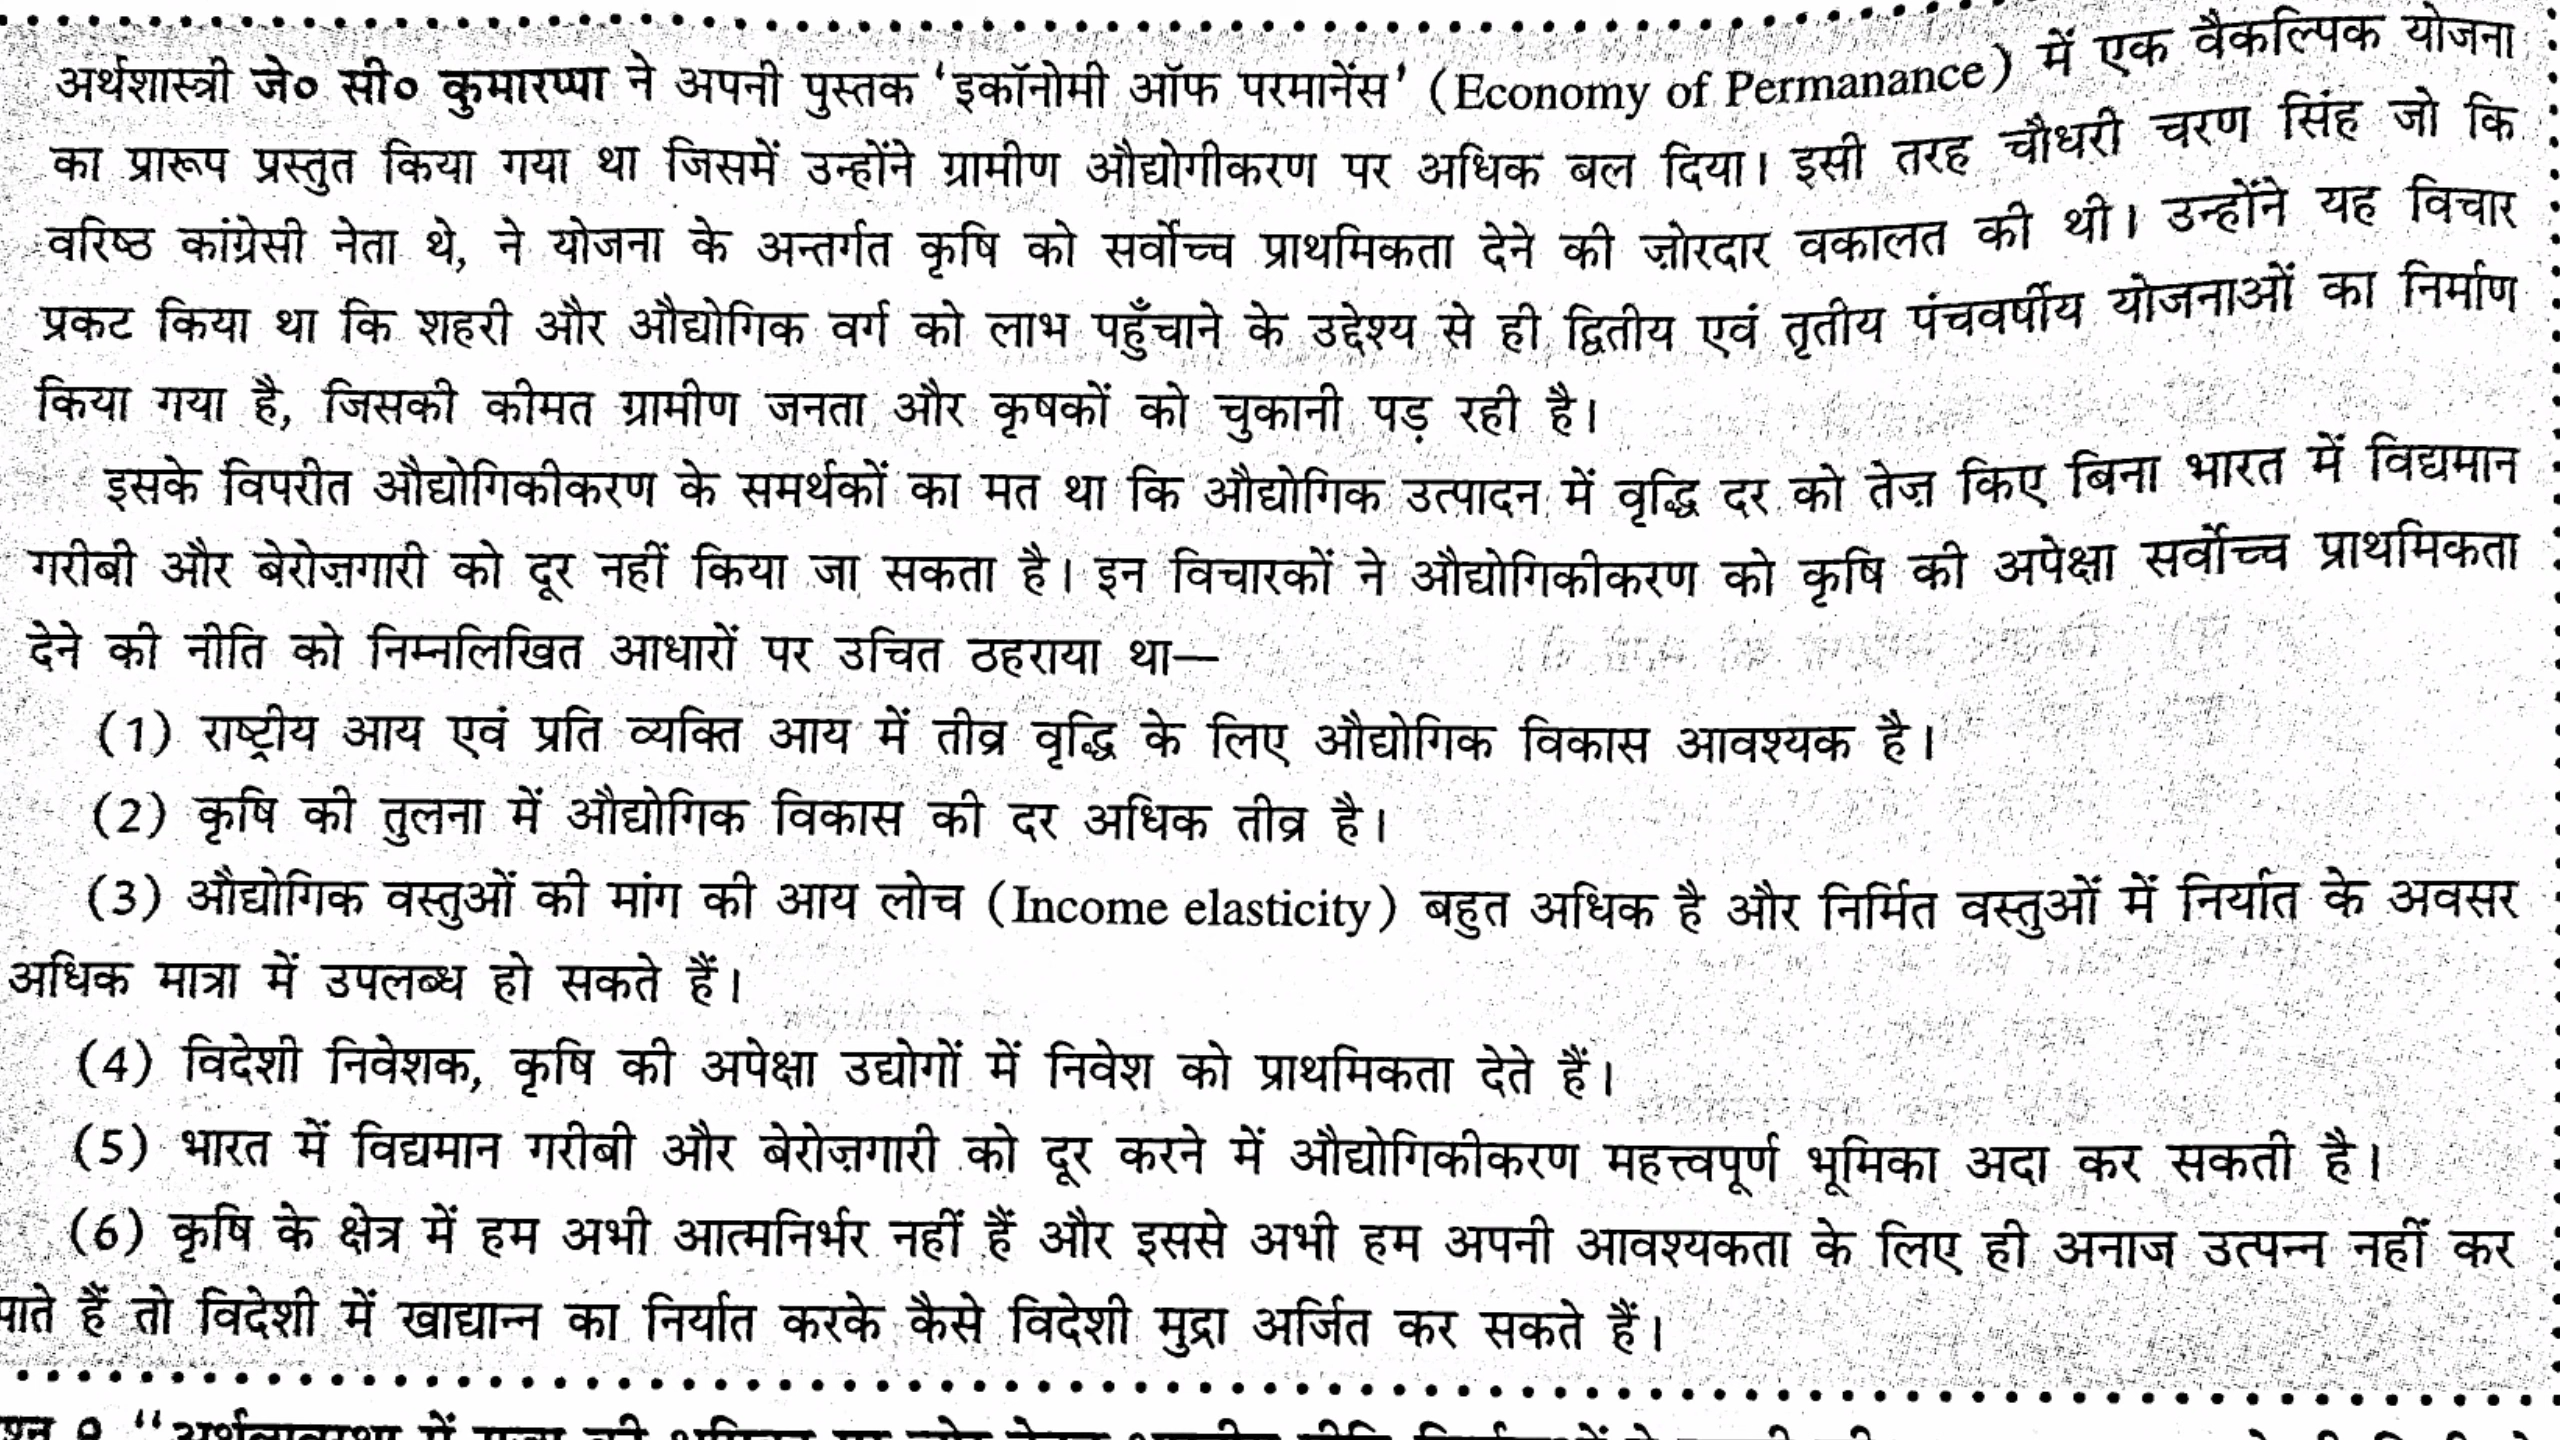 अर्थशास्त्री जे० सी० कुमारप्पा ने अपनी पुस्तक ‘इकॉनोमी ऑफ परमानेंस’ (Economy of Permanance) में एक वैकल्पिक योजना
का प्रारूप प्रस्तुत किया गया था जिसमें उन्होंने ग्रामीण औद्योगीकरण पर अधिक बल दिया। इसी तरह चौधरी चरण सिंह जो कि
वरिष्ठ कांग्रेसी नेता थे, ने योजना के अन्तर्गत कृषि को सर्वोच्च प्राथमिकता देने की ज़ोरदार वकालत की थी। उन्होंने यह विचार
प्रकट किया था कि शहरी और औद्योगिक वर्ग को लाभ पहुँचाने के उद्देश्य से ही द्वितीय एवं तृतीय पंचवर्षीय योजनाओं का निर्माण
किया गया है, जिसकी कीमत ग्रामीण जनता और कृषकों को चुकानी पड़ रही है।
इसके विपरीत औद्योगिकीकरण के समर्थकों का मत था कि औद्योगिक उत्पादन में वृद्धि दर को तेज़ किए बिना भारत में विद्यमान
गरीबी और बेरोज़गारी को दूर नहीं किया जा सकता है। इन विचारकों ने औद्योगिकीकरण को कृषि की अपेक्षा सर्वोच्च प्राथमिकता
देने की नीति को निम्नलिखित आधारों पर उचित ठहराया था—
(1) राष्ट्रीय आय एवं प्रति व्यक्ति आय में तीव्र वृद्धि के लिए औद्योगिक विकास आवश्यक है।
(2) कृषि की तुलना में औद्योगिक विकास की दर अधिक तीव्र है।
(3) औद्योगिक वस्तुओं की मांग की आय लोच (Income elasticity) बहुत अधिक है और निर्मित वस्तुओं में निर्यात के अवसर
अधिक मात्रा में उपलब्ध हो सकते हैं।
(4) विदेशी निवेशक, कृषि की अपेक्षा उद्योगों में निवेश को प्राथमिकता देते हैं।
(5) भारत में विद्यमान गरीबी और बेरोज़गारी को दूर करने में औद्योगिकीकरण महत्त्वपूर्ण भूमिका अदा कर सकती है।
(6) कृषि के क्षेत्र में हम अभी आत्मनिर्भर नहीं हैं और इससे अभी हम अपनी आवश्यकता के लिए ही अनाज उत्पन्न नहीं कर
पाते हैं तो विदेशी में खाद्यान्न का निर्यात करके कैसे विदेशी मुद्रा अर्जित कर सकते हैं।